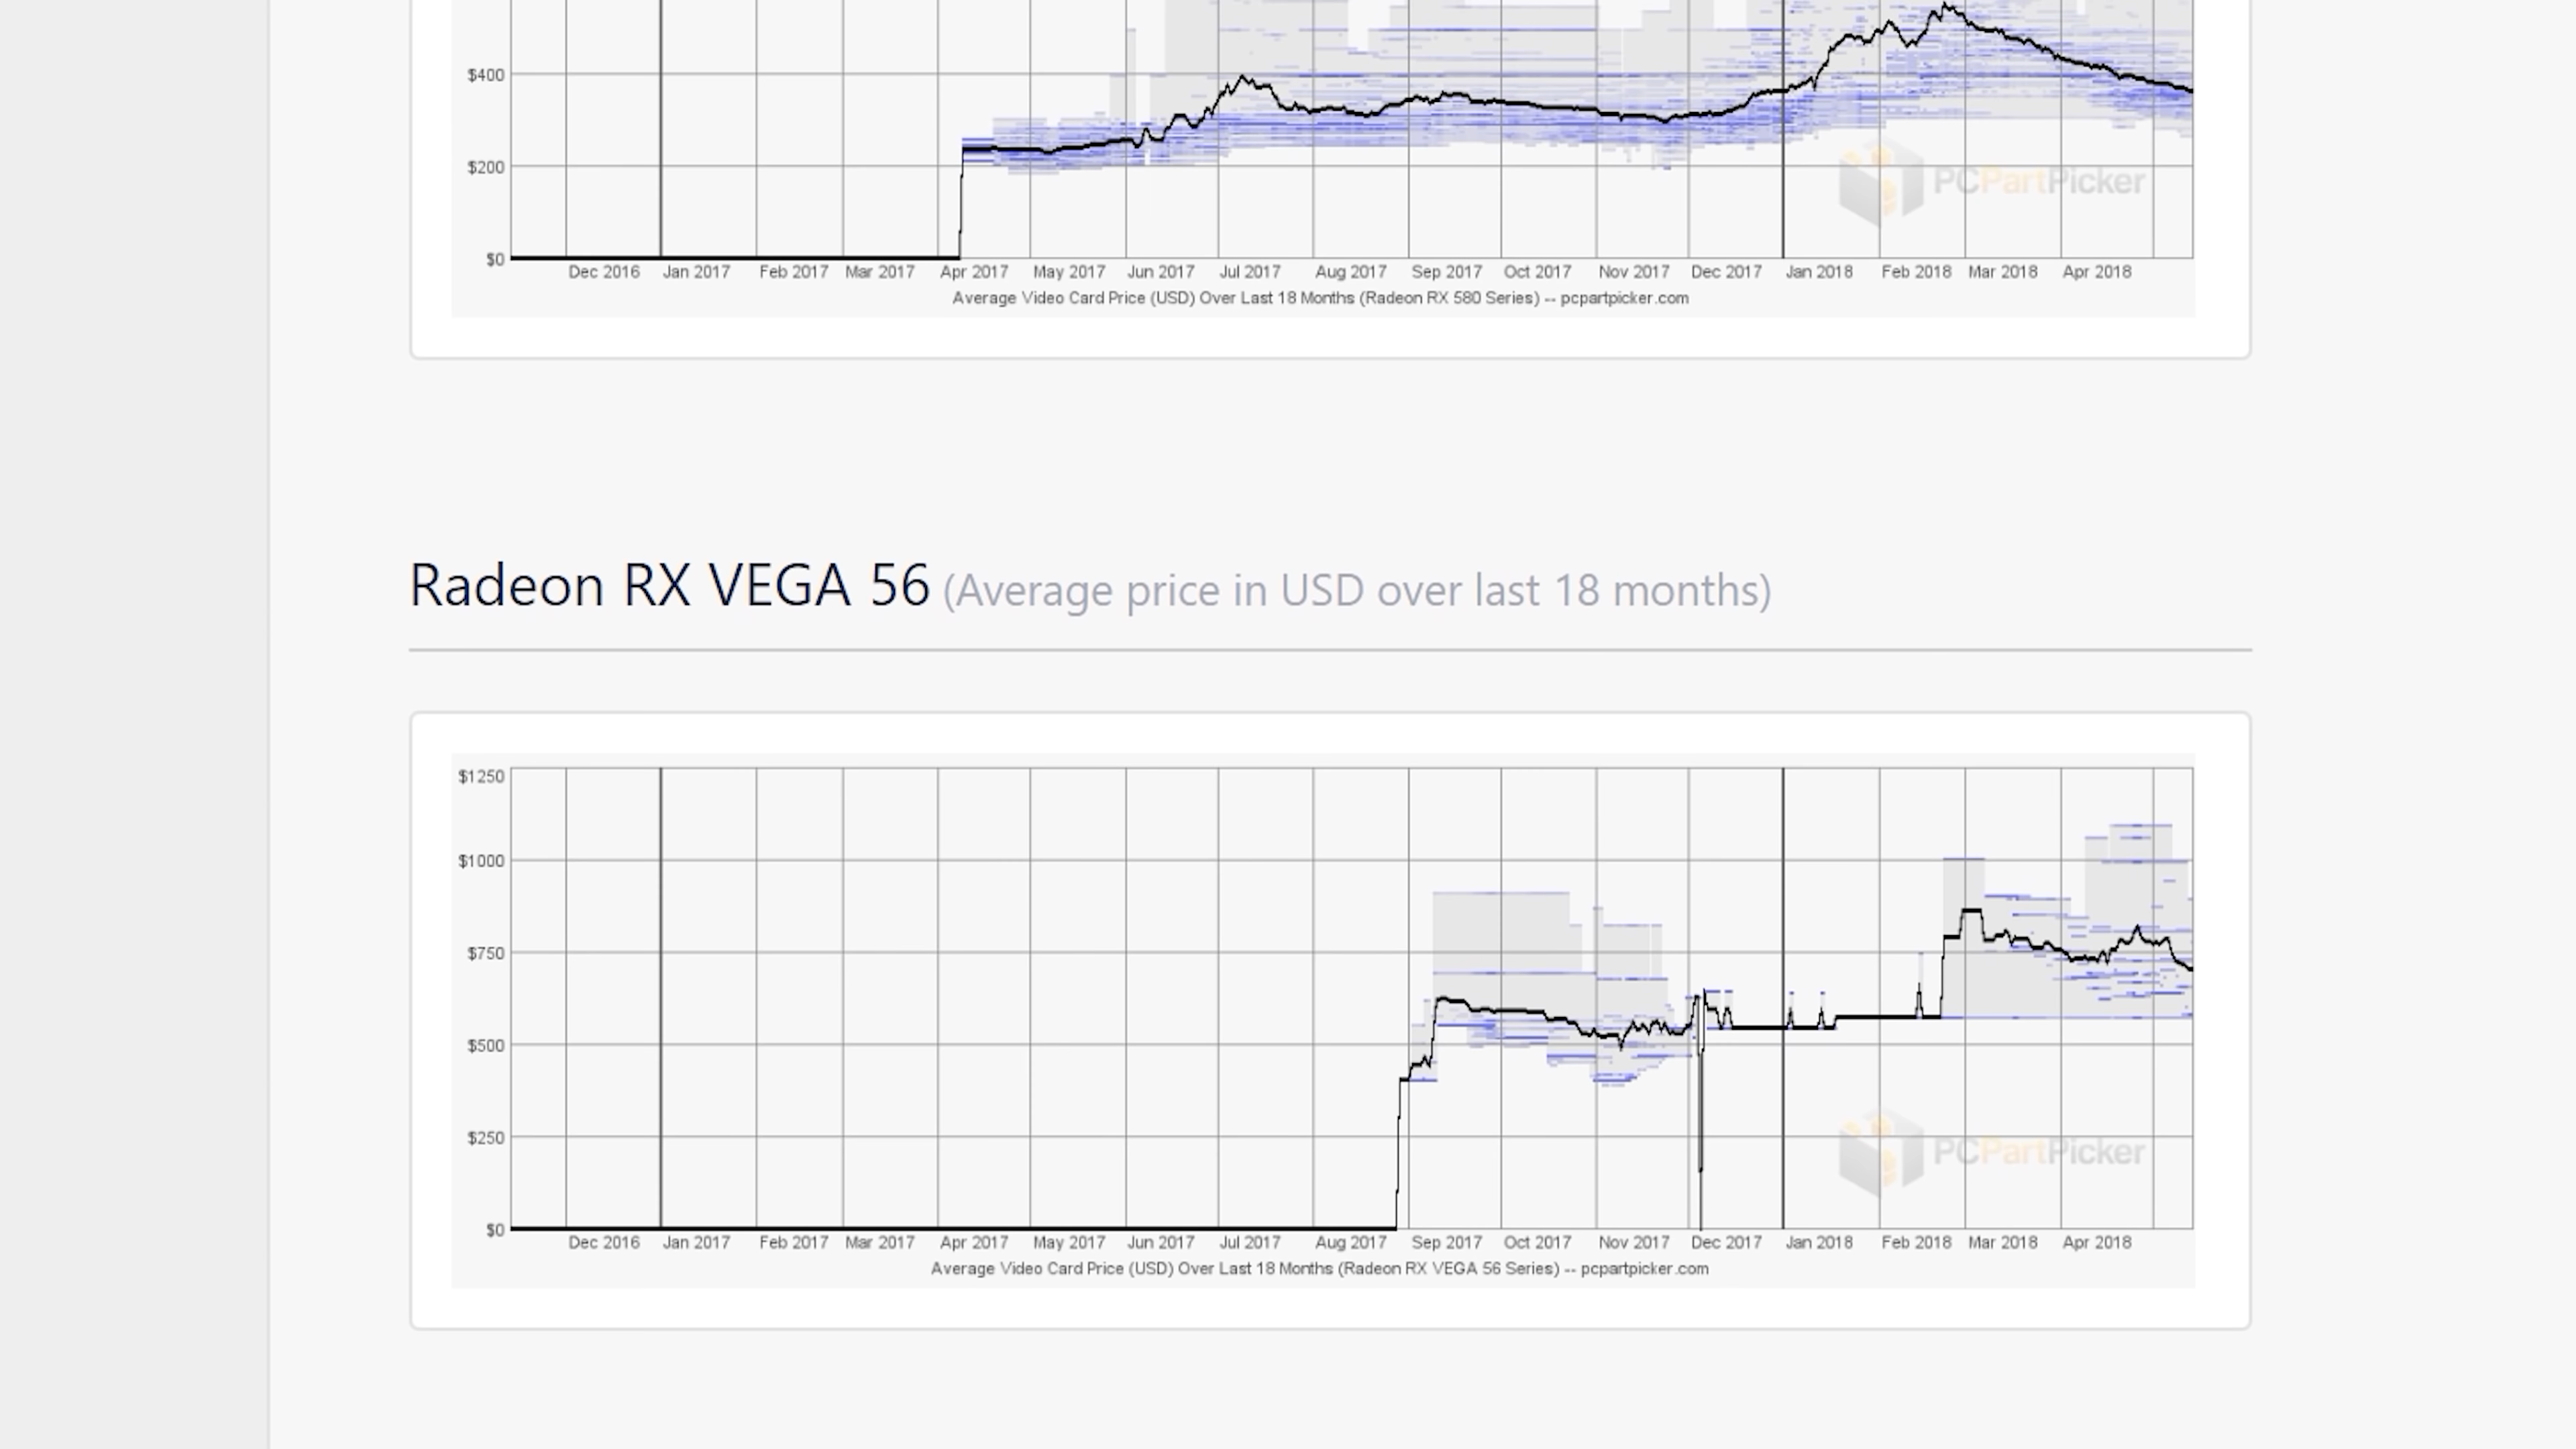 $400
$200
$0
Dec 2016 Jan 2017 Feb 2017 Mar 2017 Apr 2017 May 2017 Jun 2017 Jul 2017 Aug 2017 Sep 2017 Oct 2017 Nov 2017 Dec 2017 Jan 2018 Feb 2018 Mar 2018 Apr 2018
Average Video Card Price (USD) Over Last 18 Months (Radeon RX 580 Series) -- pcpartpicker.com
PCPartPicker
Radeon RX VEGA 56 (Average price in USD over last 18 months)
$1250
$1000
$750
$500
$250
$0
PCPartPicker
Dec 2016 Jan 2017 Feb 2017 Mar 2017 Apr 2017 May 2017 Jun 2017 Jul 2017 Aug 2017 Sep 2017 Oct 2017 Nov 2017 Dec 2017 Jan 2018 Feb 2018 Mar 2018 Apr 2018
Average Video Card Price (USD) Over Last 18 Months (Radeon RX VEGA 56 Series) -- pcpartpicker.com